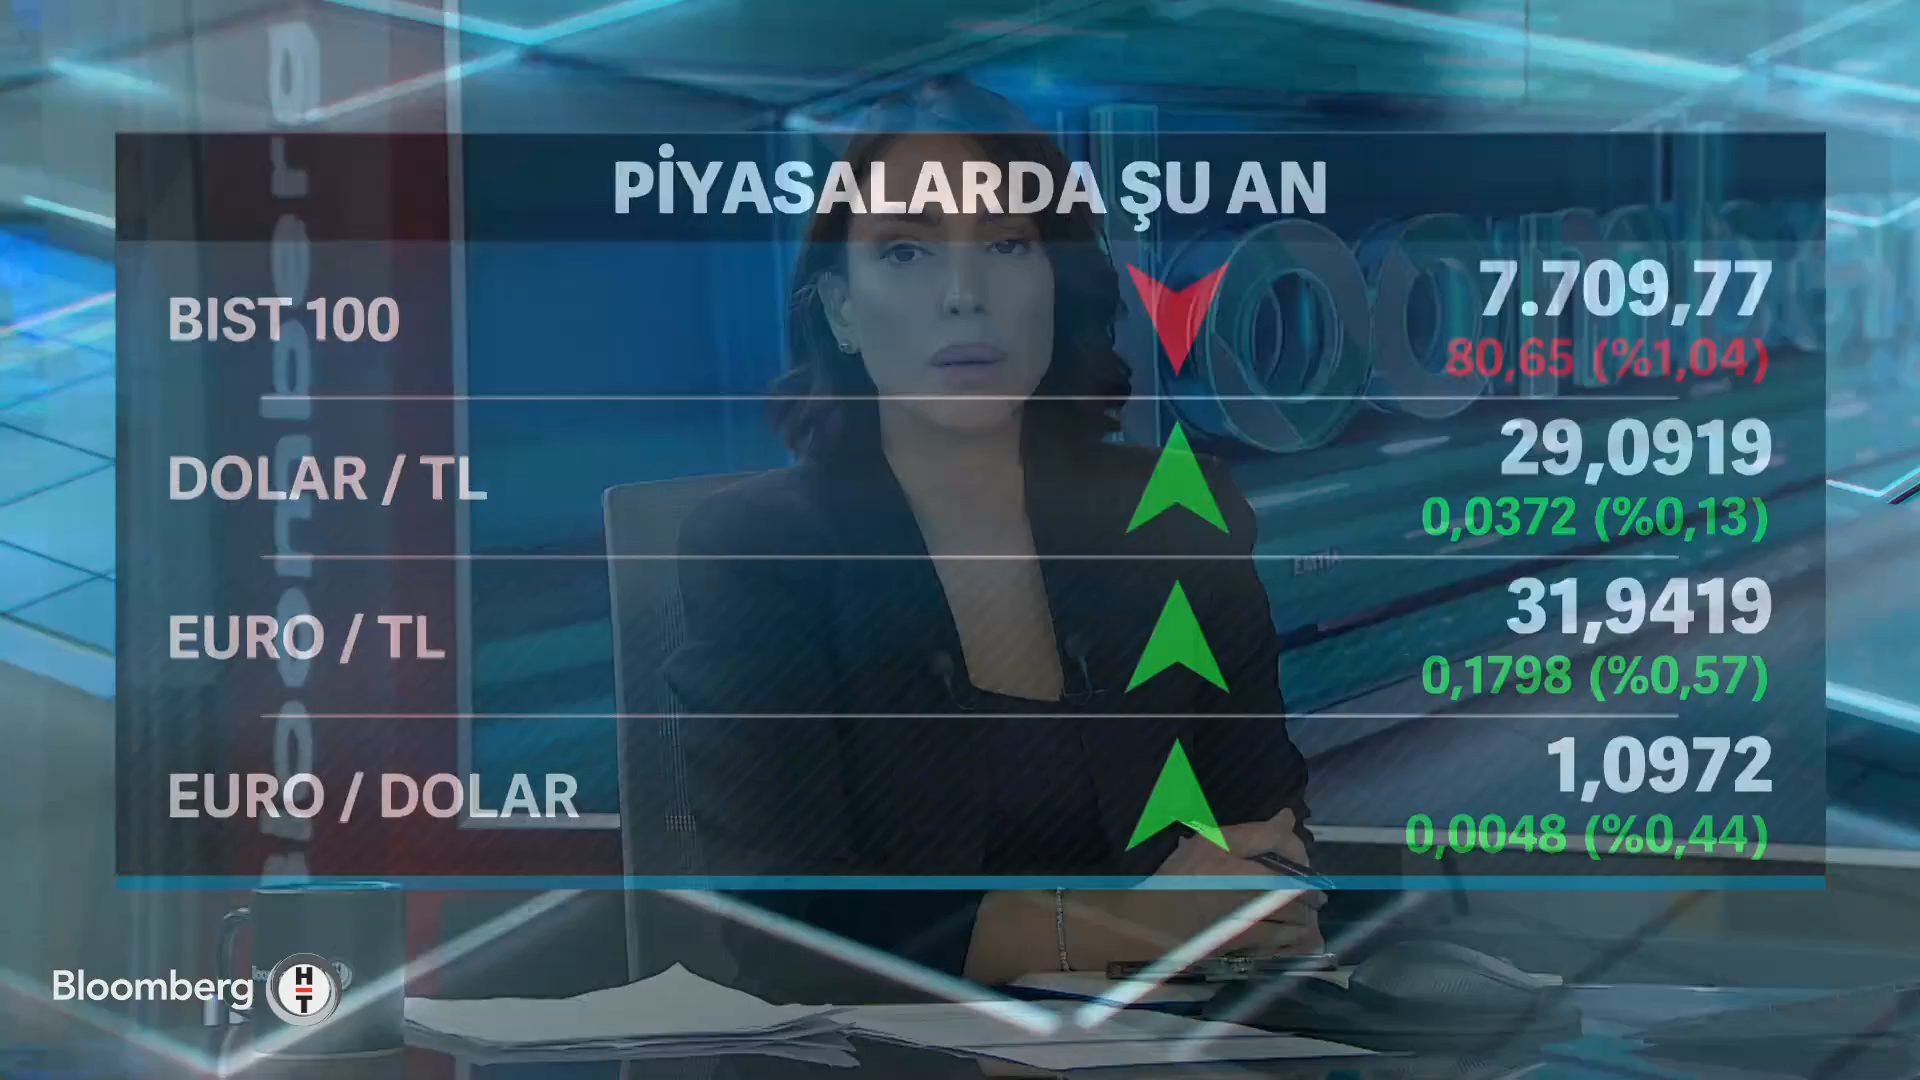 PİYASALARDA ŞU AN
BIST 100
7.709,77
80,65 (%1,04)
DOLAR / TL
29,0919
0,0372 (%0,13)
EURO / TL
31,9419
0,1798 (%0,57)
EURO / DOLAR
1,0972
0,0048 (%0,44)
EMTİA
Bloomberg
Bloomberg HT